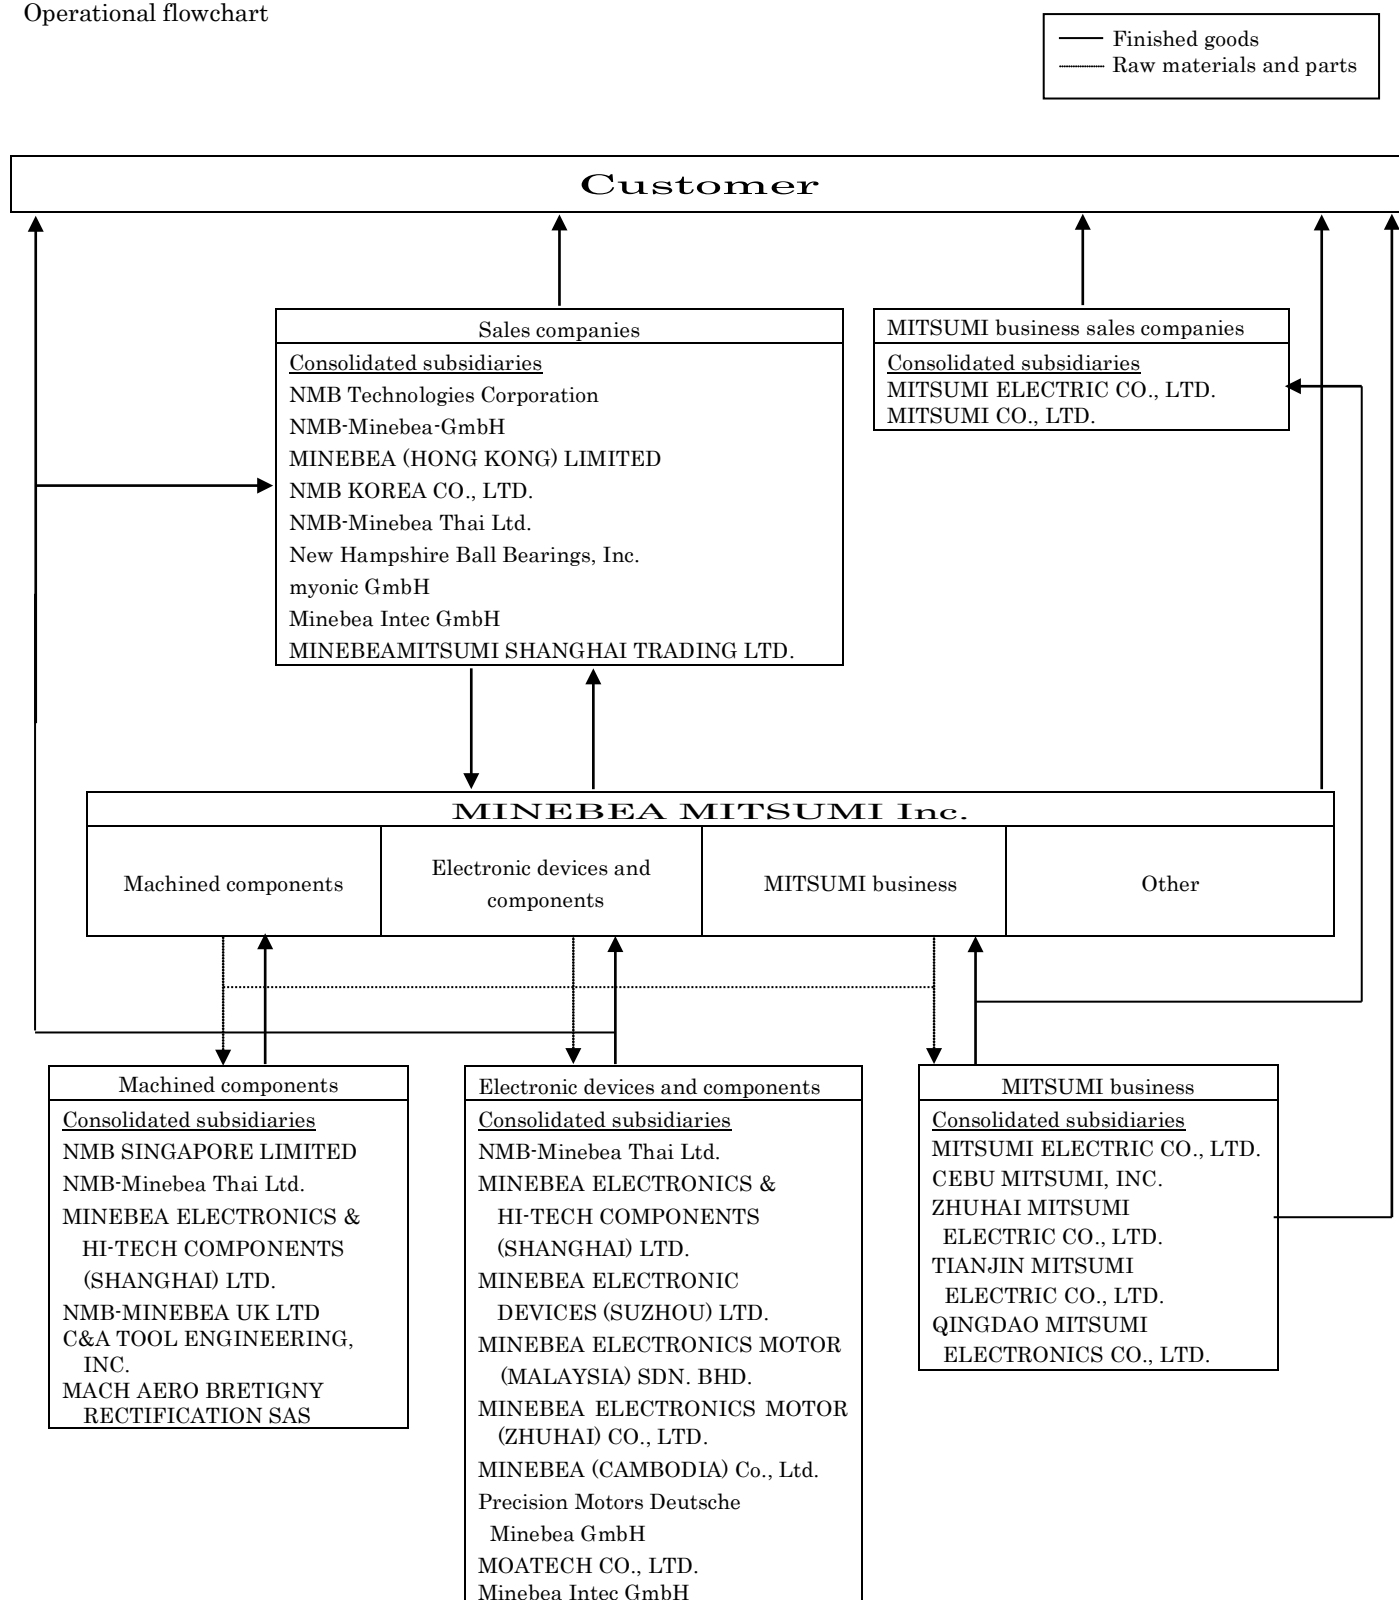 Operational flowchart
Finished goods
Raw materials and parts
Customer
Sales companies
Consolidated subsidiaries
NMB Technologies Corporation
NMB-Minebea-GmbH
MINEBEA (HONG KONG) LIMITED
NMB KOREA CO., LTD.
NMB-Minebea Thai Ltd.
New Hampshire Ball Bearings, Inc.
myonic GmbH
Minebea Intec GmbH
MINEBEAMITSUMI SHANGHAI TRADING LTD.
MITSUMI business sales companies
Consolidated subsidiaries
MITSUMI ELECTRIC CO., LTD.
MITSUMI CO., LTD.
MINEBEA MITSUMI Inc.
Machined components
Electronic devices and
components
MITSUMI business
Other
Machined components
Consolidated subsidiaries
NMB SINGAPORE LIMITED
NMB-Minebea Thai Ltd.
MINEBEA ELECTRONICS &
HI-TECH COMPONENTS
(SHANGHAI) LTD.
NMB-MINEBEA UK LTD
C&A TOOL ENGINEERING,
INC.
MACH AERO BRETIGNY
RECTIFICATION SAS
Electronic devices and components
Consolidated subsidiaries
NMB-Minebea Thai Ltd.
MINEBEA ELECTRONICS &
HI-TECH COMPONENTS
(SHANGHAI) LTD.
MINEBEA ELECTRONIC
DEVICES (SUZHOU) LTD.
MINEBEA ELECTRONICS MOTOR
(MALAYSIA) SDN. BHD.
MINEBEA ELECTRONICS MOTOR
(ZHUHAI) CO., LTD.
MINEBEA (CAMBODIA) Co., Ltd.
Precision Motors Deutsche
Minebea GmbH
MOATECH CO., LTD.
Minebea Intec GmbH
MITSUMI business
Consolidated subsidiaries
MITSUMI ELECTRIC CO., LTD.
CEBU MITSUMI, INC.
ZHUHAI MITSUMI
ELECTRIC CO., LTD.
TIANJIN MITSUMI
ELECTRIC CO., LTD.
QINGDAO MITSUMI
ELECTRONICS CO., LTD.